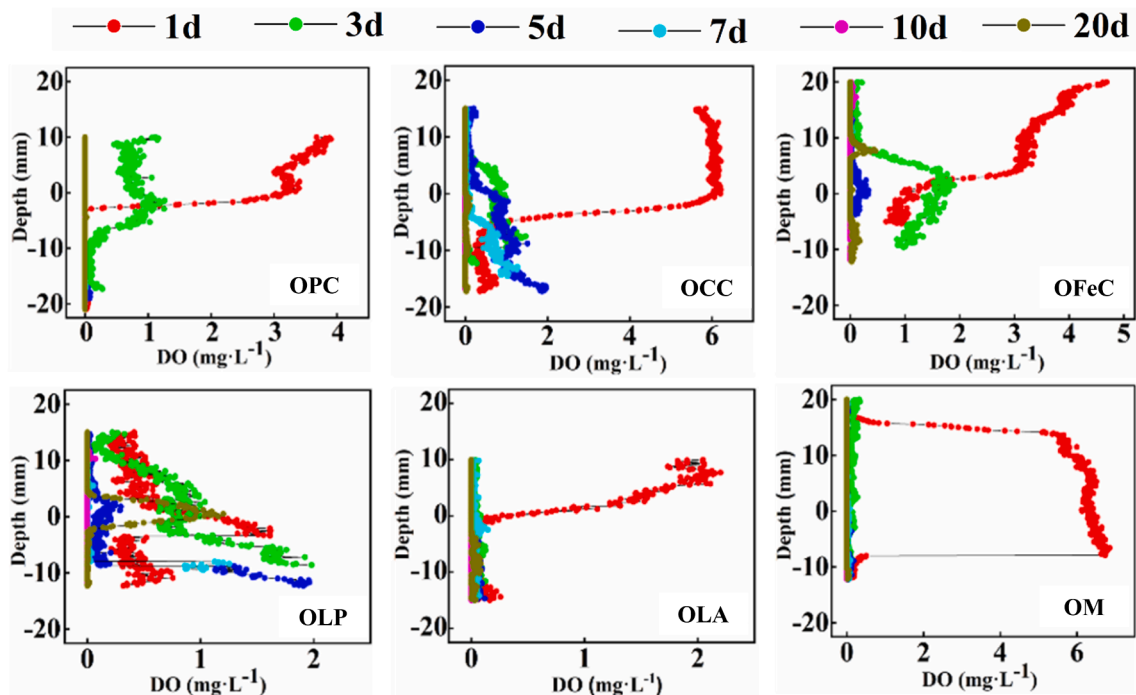 1d 3d 5d 7d 10d 20d
20 20 20
10 10 10
0 0 0
-10 -10 -10
-20 -20 -20
Depth (mm) Depth (mm) Depth (mm)
OPC OCC OFeC
0 1 2 3 4 0 2 4 6 0 1 2 3 4 5
DO (mg·L⁻¹) DO (mg·L⁻¹) DO (mg·L⁻¹)
20 20 20
10 10 10
0 0 0
-10 -10 -10
-20 -20 -20
Depth (mm) Depth (mm) Depth (mm)
OLP OLA OM
0 1 2 0 1 2 3 0 2 4 6
DO (mg·L⁻¹) DO (mg·L⁻¹) DO (mg·L⁻¹)